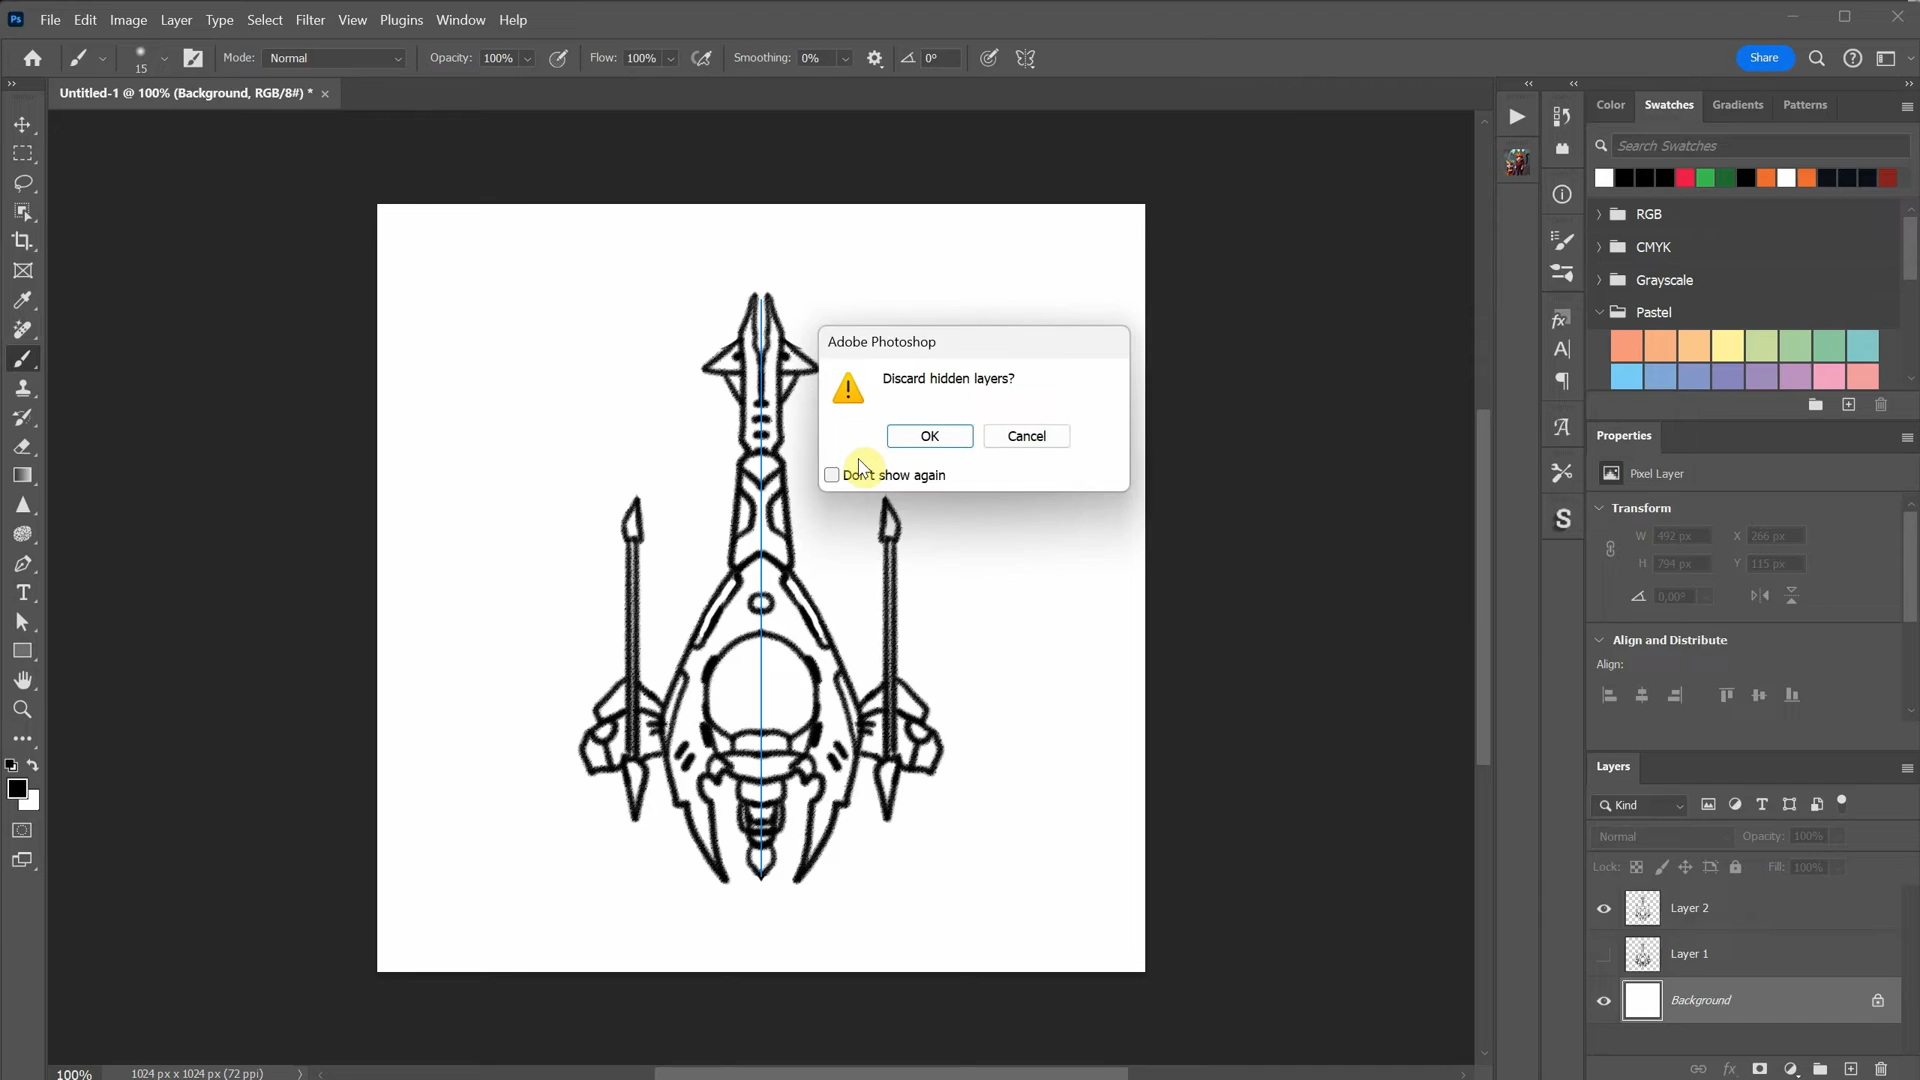 Ps File Edit Image Layer Type Select Filter View Plugins Window Help
15 Mode: Normal Opacity: 100% Flow: 100% Smoothing: 0% 0° Share
Untitled-1 @ 100% (Background, RGB/8#) *
Color Swatches Gradients Patterns
Search Swatches
RGB
CMYK
Grayscale
Pastel
Adobe Photoshop
Discard hidden layers?
OK Cancel
Don't show again
Properties
Pixel Layer
Transform
W 492 px X 266 px
H 794 px Y 115 px
0,00°
Align and Distribute
Align:
Layers
Kind
Normal Opacity: 100%
Lock: Fill: 100%
Layer 2
Layer 1
Background
100% 1024 px x 1024 px (72 ppi)